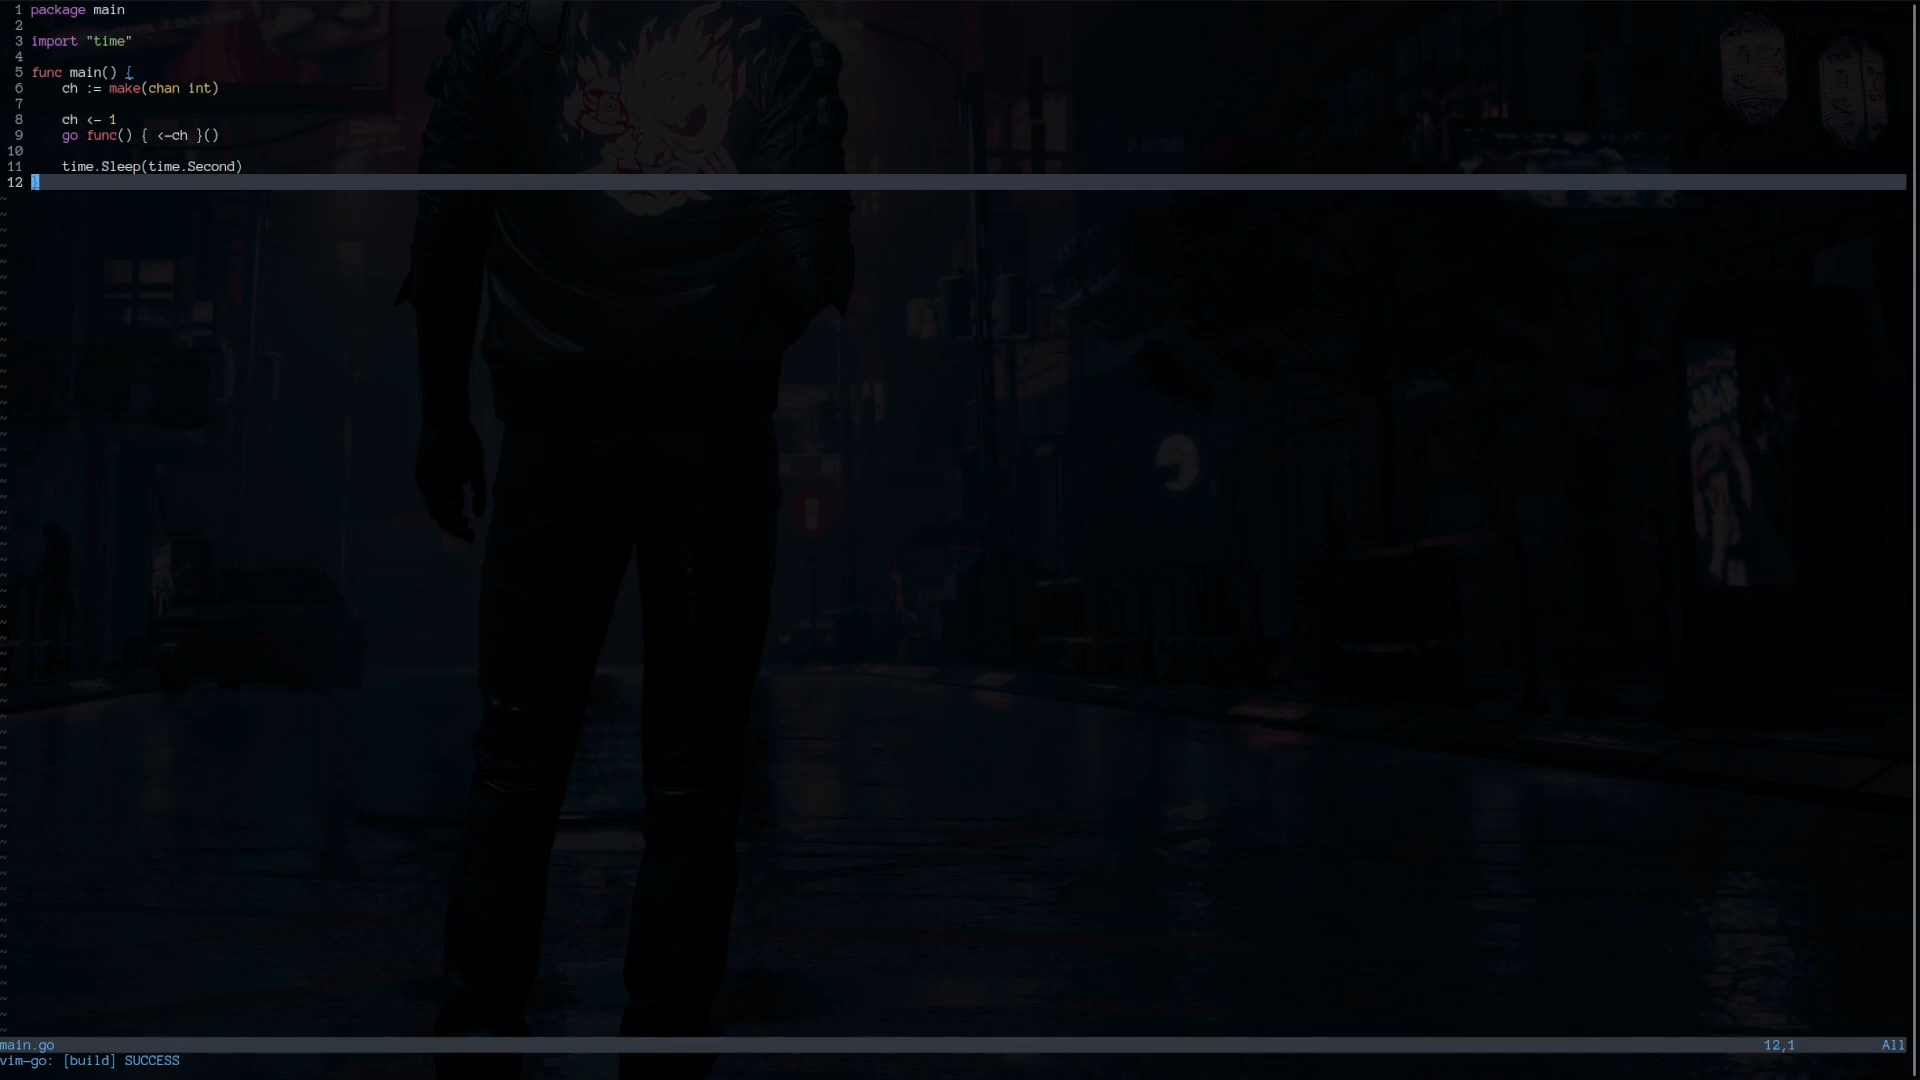 1 package main
2
3 import "time"
4
5 func main() {
6     ch := make(chan int)
7
8     ch <- 1
9     go func() { <-ch }()
10
11     time.Sleep(time.Second)
12 }
main.go 12,1 All
vim-go: [build] SUCCESS